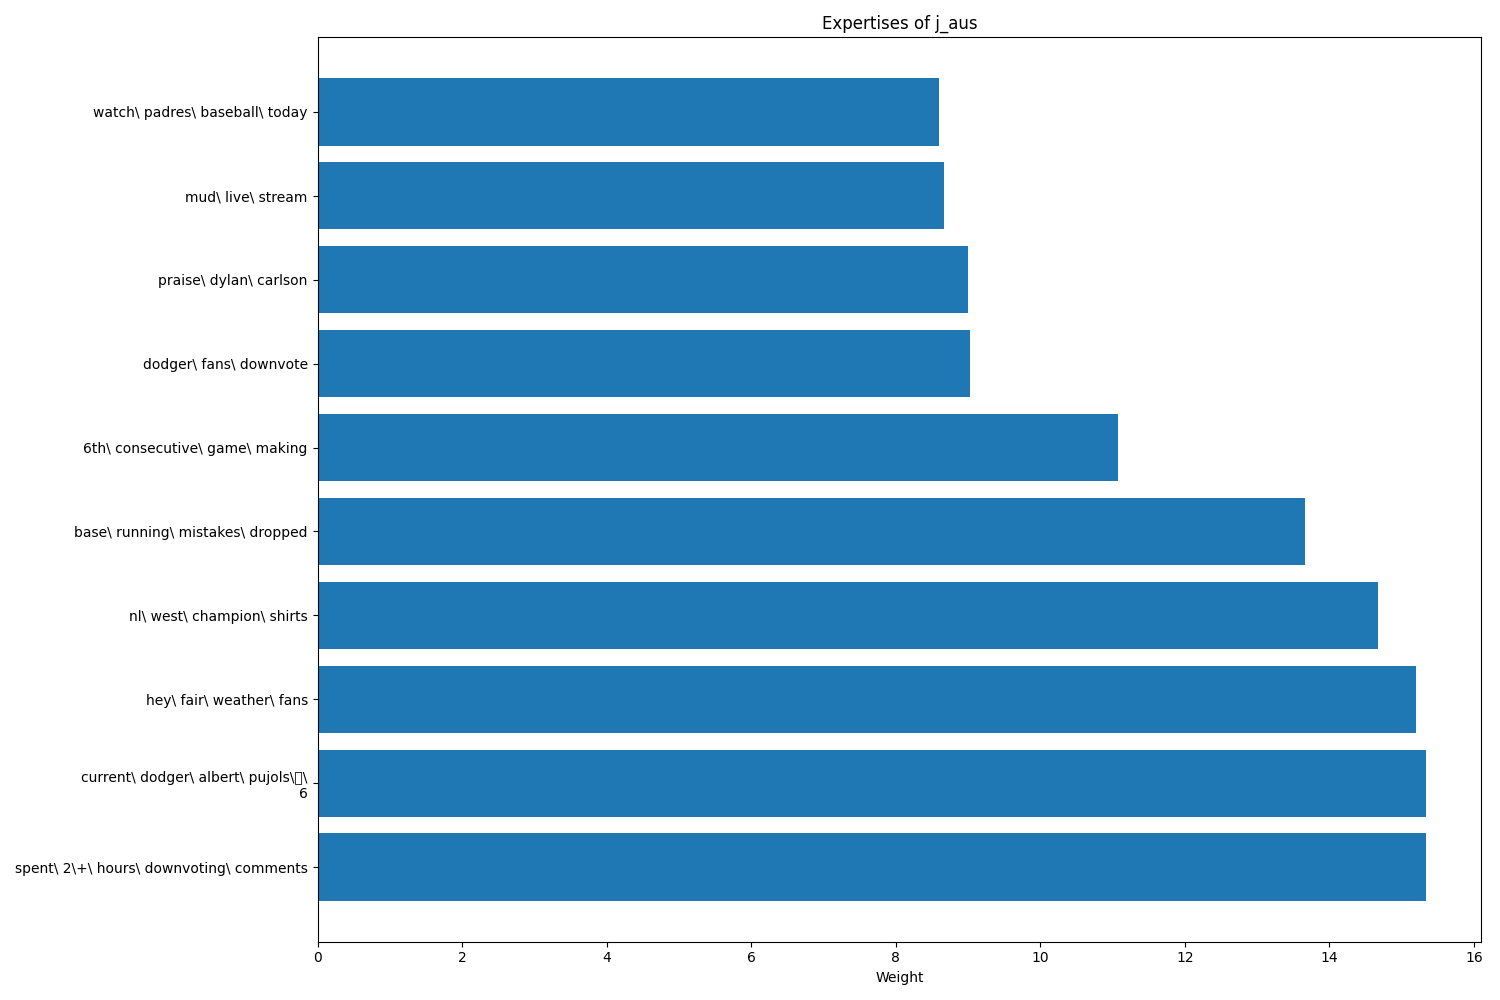 Expertises of j_aus
watch\ padres\ baseball\ today
mud\ live\ stream
praise\ dylan\ carlson
dodger\ fans\ downvote
6th\ consecutive\ game\ making
base\ running\ mistakes\ dropped
nl\ west\ champion\ shirts
hey\ fair\ weather\ fans
current\ dodger\ albert\ pujols\▯\
6
spent\ 2\+\ hours\ downvoting\ comments
0 2 4 6 8 10 12 14 16
Weight